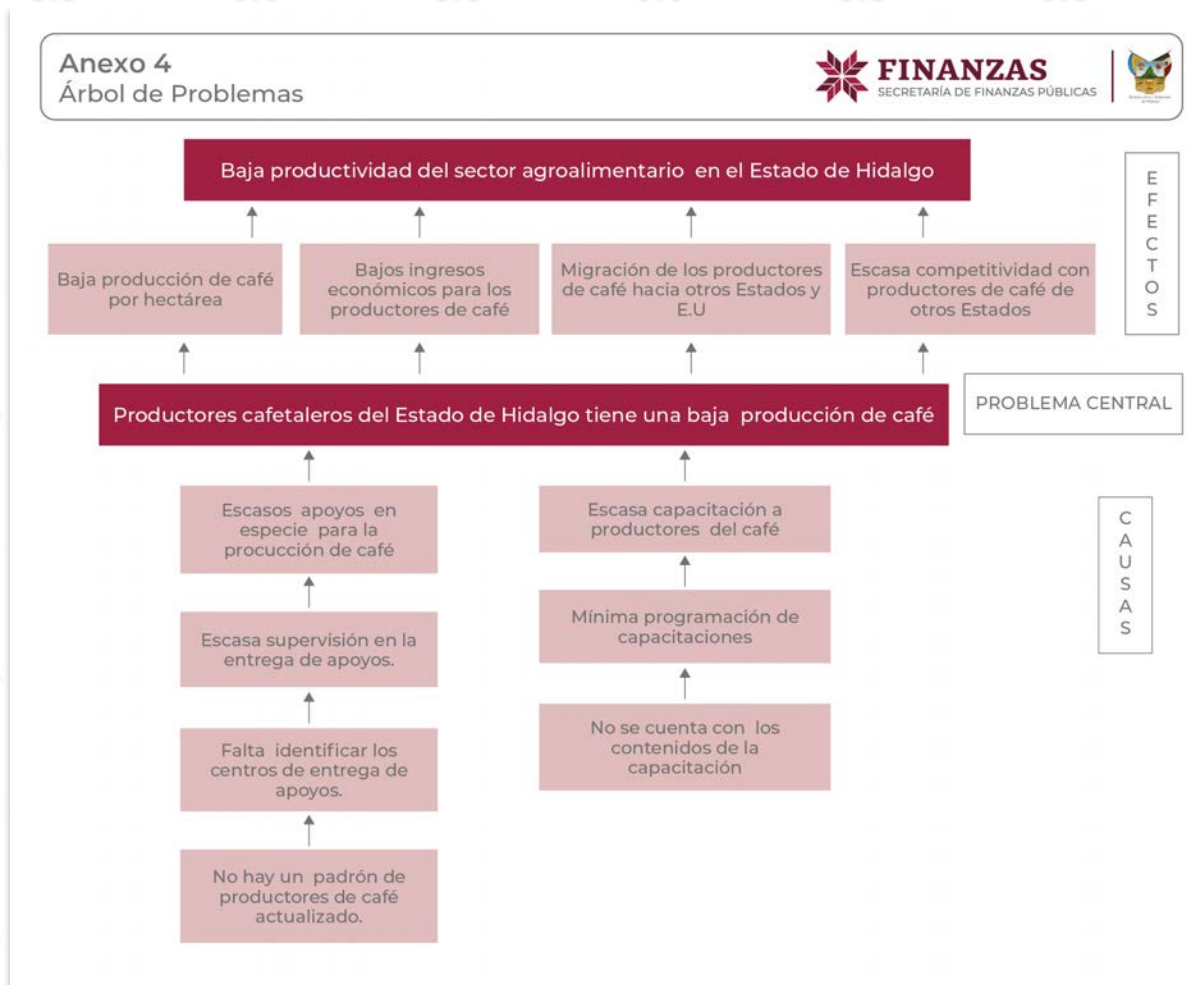 Anexo 4
Árbol de Problemas
FINANZAS
SECRETARÍA DE FINANZAS PÚBLICAS
Baja productividad del sector agroalimentario en el Estado de Hidalgo
Baja producción de café
por hectárea
Bajos ingresos
económicos para los
productores de café
Migración de los productores
de café hacia otros Estados y
E.U
Escasa competitividad con
productores de café de
otros Estados
E
F
E
C
T
O
S
Productores cafetaleros del Estado de Hidalgo tiene una baja producción de café
PROBLEMA CENTRAL
Escasos apoyos en
especie para la
procucción de café
Escasa supervisión en la
entrega de apoyos.
Falta identificar los
centros de entrega de
apoyos.
No hay un padrón de
productores de café
actualizado.
Escasa capacitación a
productores del café
Mínima programación de
capacitaciones
No se cuenta con los
contenidos de la
capacitación
C
A
U
S
A
S